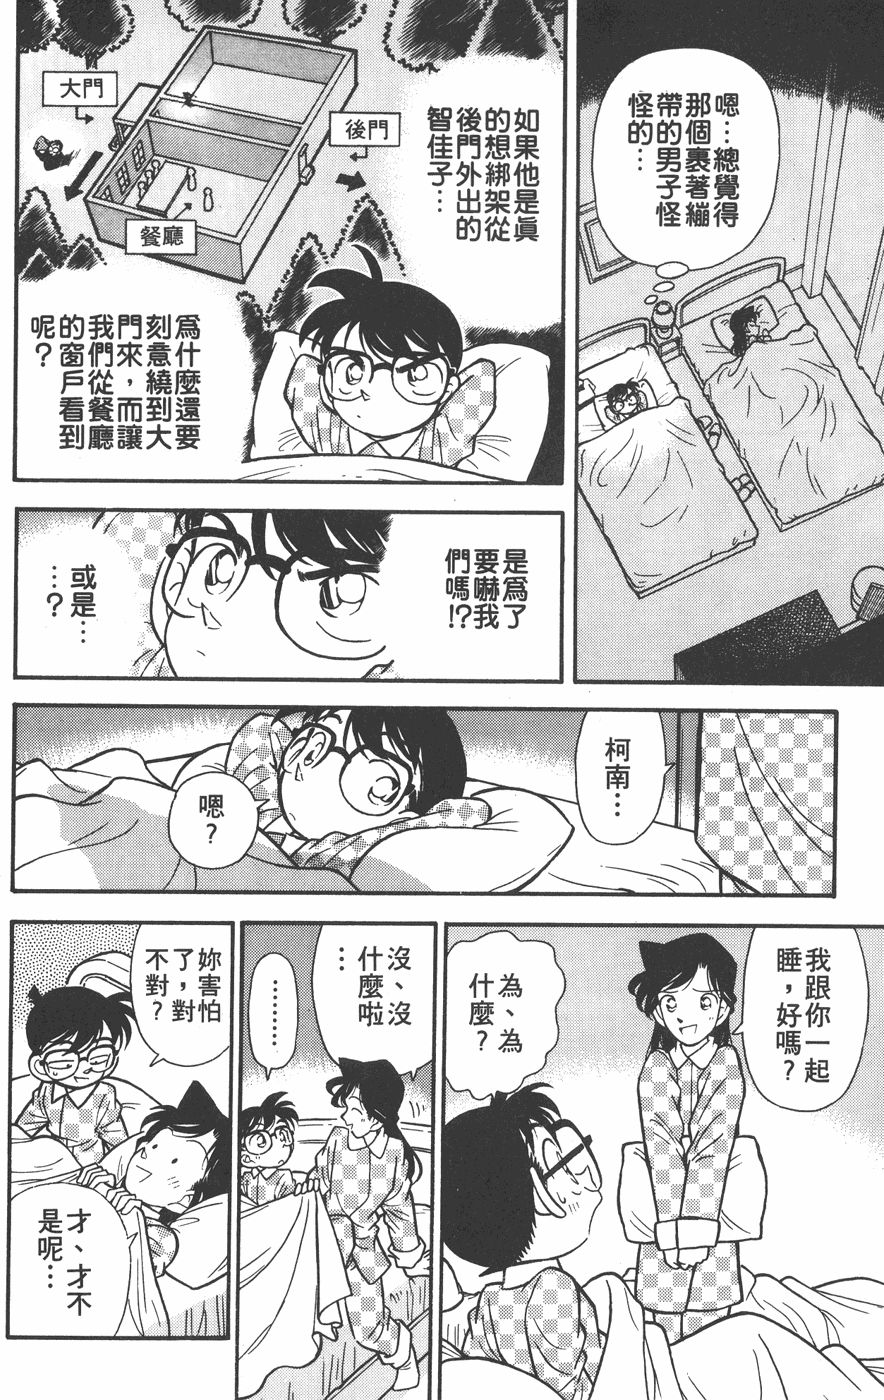 嗯…總覺得
那個裹著繃
帶的男子怪
怪的…
如果他是眞
的想綁架從
後門外出的
智佳子…
大門
後門
餐廳
爲什麼還要
刻意繞到大
門來，而讓
我們從餐廳
的窗戶看到
呢？
是爲了
要嚇我
們嗎!?
或是…
…？
柯南…
嗯？
我跟你一起
睡，好嗎？
為、為
什麼？
沒、沒
什麼啦
…
………
妳害怕
了，對
不對？
才、才不
是呢…